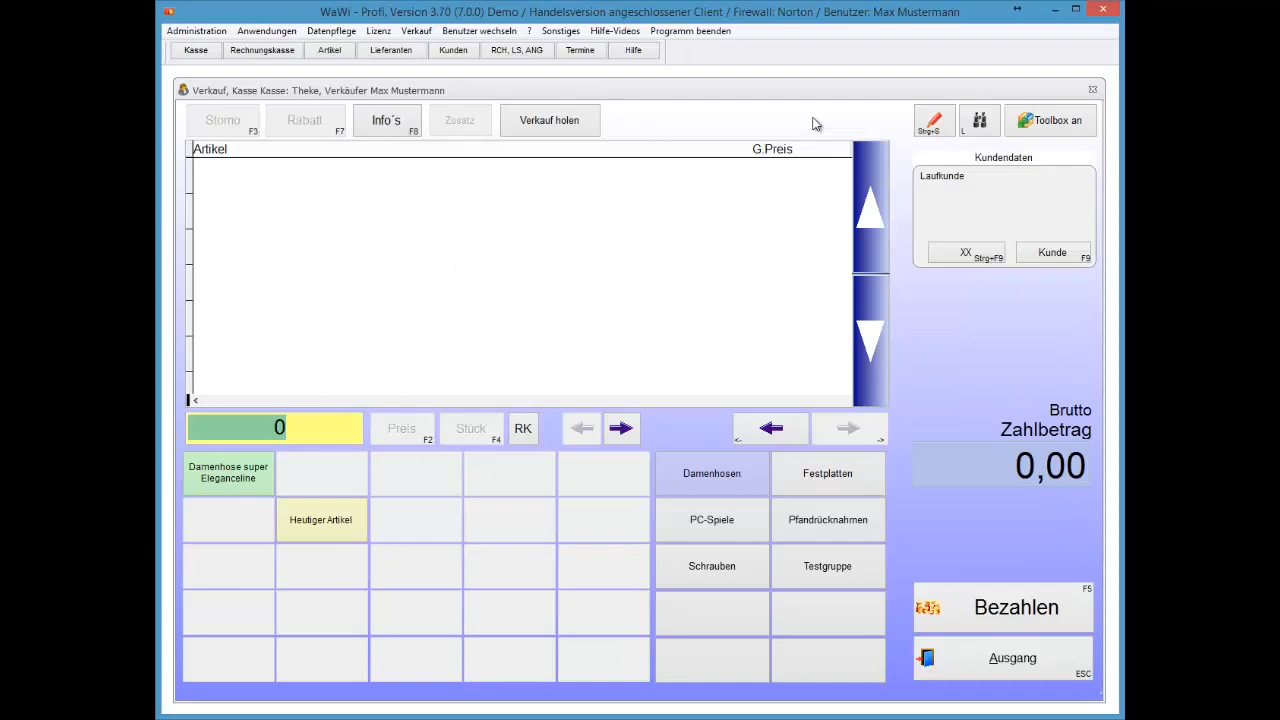 WaWi - Profi, Version 3.70 (7.0.0) Demo / Handelsversion angeschlossener Client / Firewall: Norton / Benutzer: Max Mustermann
Administration Anwendungen Datenpflege Lizenz Verkauf Benutzer wechseln ? Sonstiges Hilfe-Videos Programm beenden
Kasse Rechnungskasse Artikel Lieferanten Kunden RCH, LS, ANG Termine Hilfe
Verkauf, Kasse Kasse: Theke, Verkäufer Max Mustermann
Storno F3 Rabatt F7 Info´s F8 Zusatz Verkauf holen Strg+S L Toolbox an
Artikel G.Preis
Kundendaten
Laufkunde
XX Strg+F9 Kunde F9
Brutto
Zahlbetrag
0,00
0 Preis F2 Stück F4 RK <- ->
Damenhose super
Eleganceline
Damenhosen Festplatten
Heutiger Artikel PC-Spiele Pfandrücknahmen
Schrauben Testgruppe
Bezahlen F5
Ausgang ESC